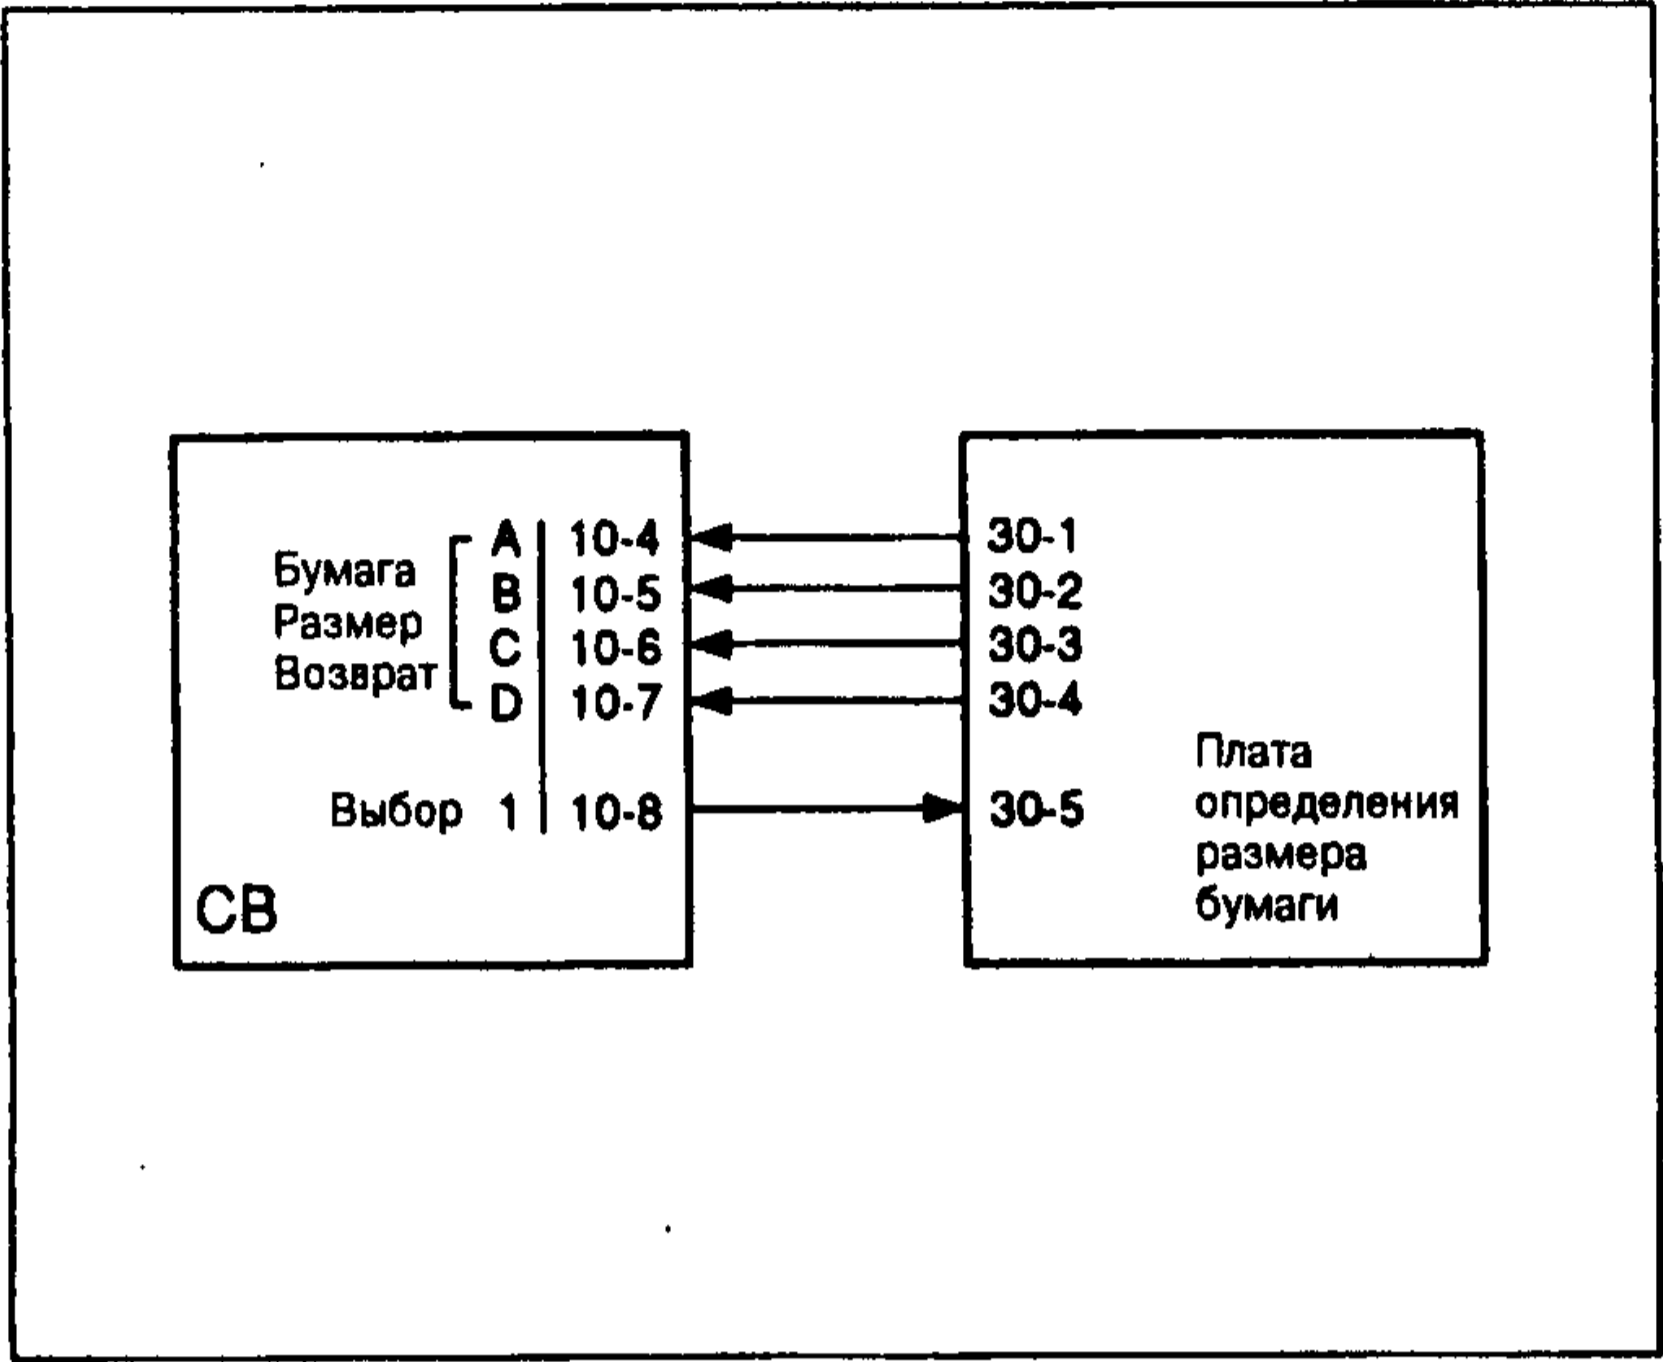 A 10-4 30-1
Бумага
B 10-5 30-2
Размер
C 10-6 30-3
Возврат
D 10-7 30-4
Плата
определения
Выбор 1 10-8 30-5
размера
бумаги
CB